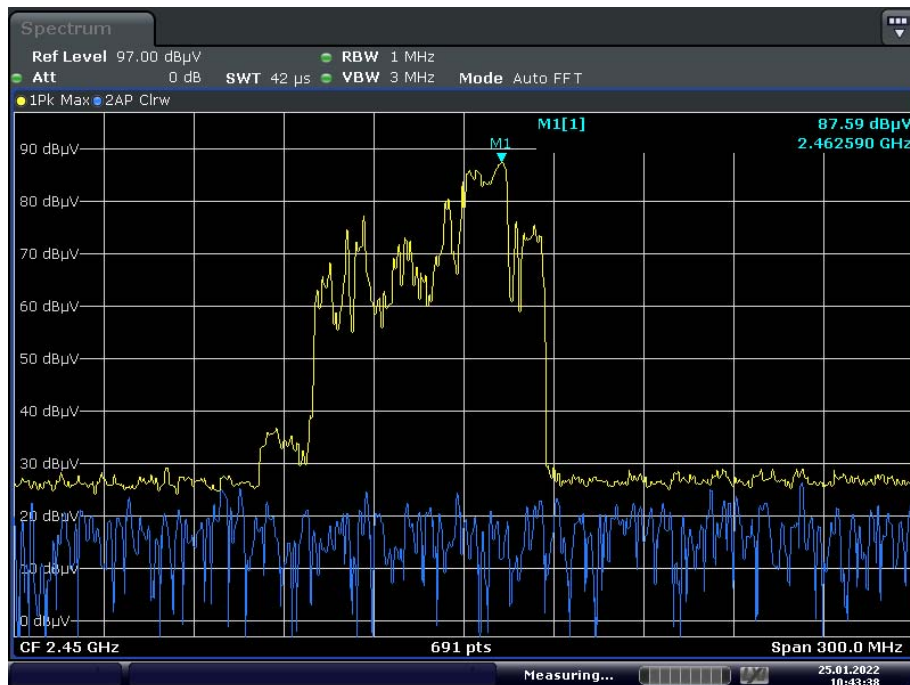 Spectrum
Ref Level 97.00 dBµV RBW 1 MHz
Att 0 dB SWT 42 µs VBW 3 MHz Mode Auto FFT
1Pk Max 2AP Clrw
M1[1] 87.59 dBµV
2.462590 GHz
M1
90 dBµV
80 dBµV
70 dBµV
60 dBµV
50 dBµV
40 dBµV
30 dBµV
20 dBµV
10 dBµV
0 dBµV
CF 2.45 GHz 691 pts Span 300.0 MHz
Measuring... 25.01.2022
10:43:38